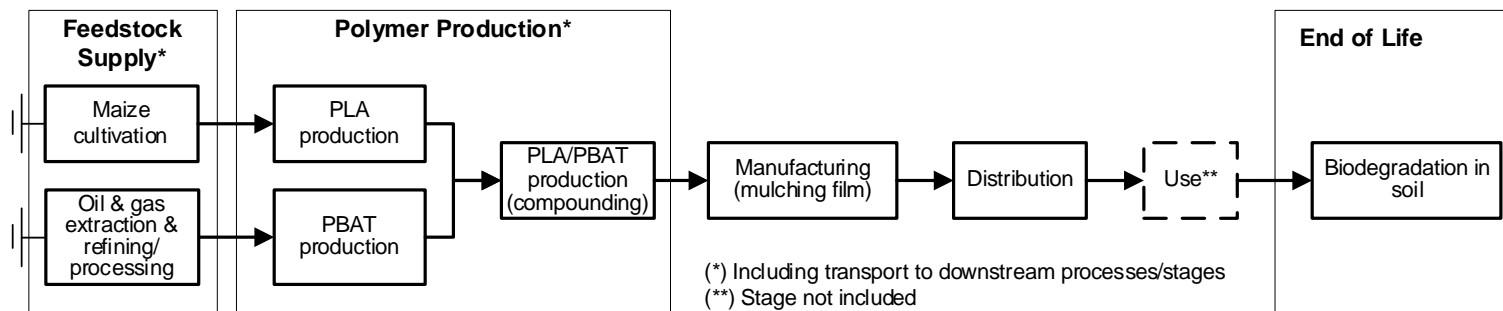 Feedstock
Supply*
Polymer Production*
End of Life
Maize
cultivation
PLA
production
PLA/PBAT
production
(compounding)
Manufacturing
(mulching film)
Distribution
Use**
Biodegradation in
soil
Oil & gas
extraction &
refining/
processing
PBAT
production
(*) Including transport to downstream processes/stages
(**) Stage not included